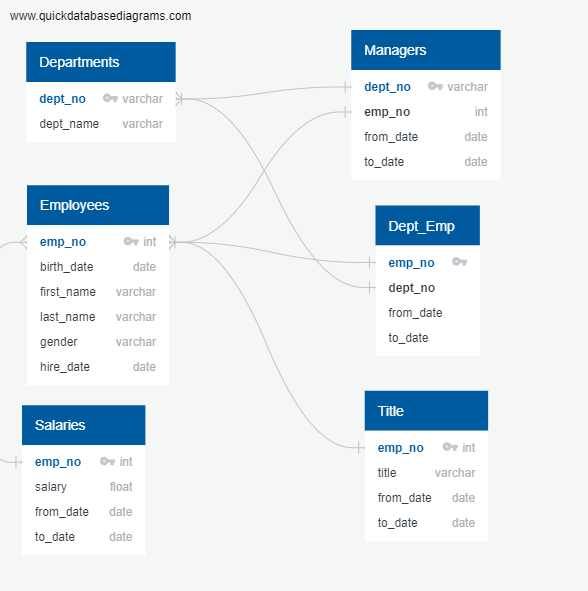 www.quickdatabasediagrams.com
Departments
dept_no varchar
dept_name varchar
Managers
dept_no varchar
emp_no int
from_date date
to_date date
Employees
emp_no int
birth_date date
first_name varchar
last_name varchar
gender varchar
hire_date date
Dept_Emp
emp_no
dept_no
from_date
to_date
Salaries
emp_no int
salary float
from_date date
to_date date
Title
emp_no int
title varchar
from_date date
to_date date